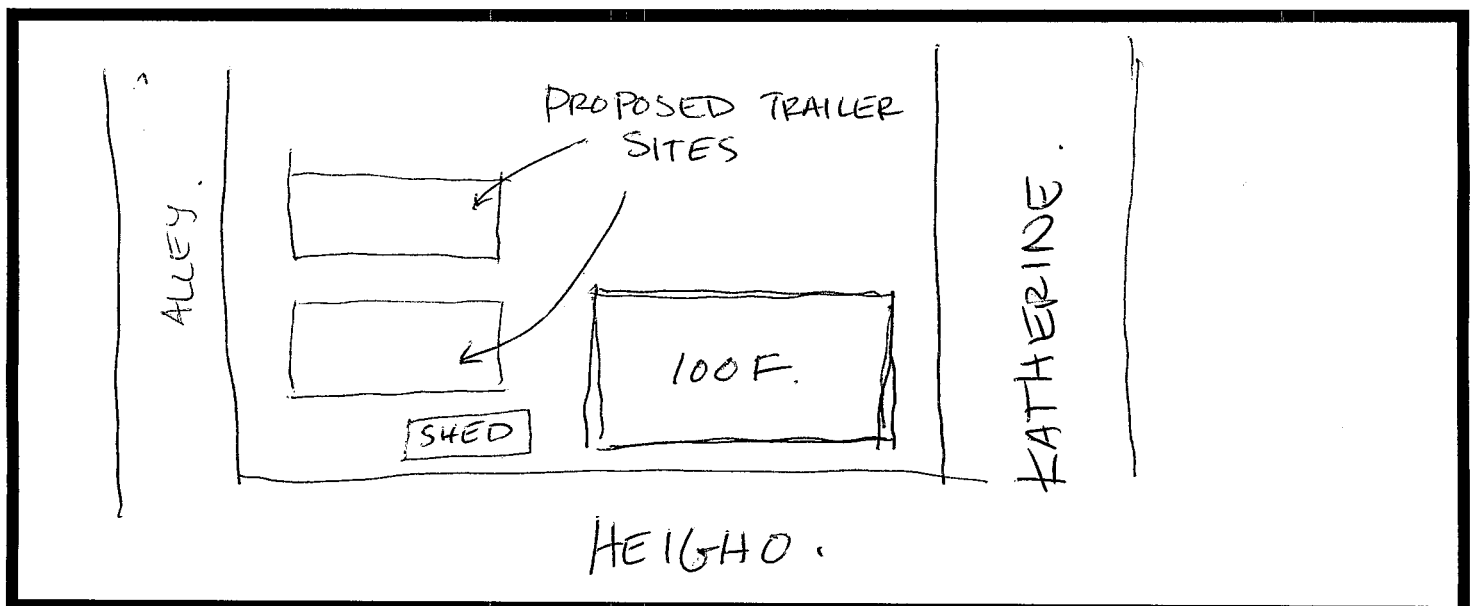 PROPOSED TRAILER
SITES
ALLEY.
KATHERINE.
100 F.
SHED
HEIGHO.